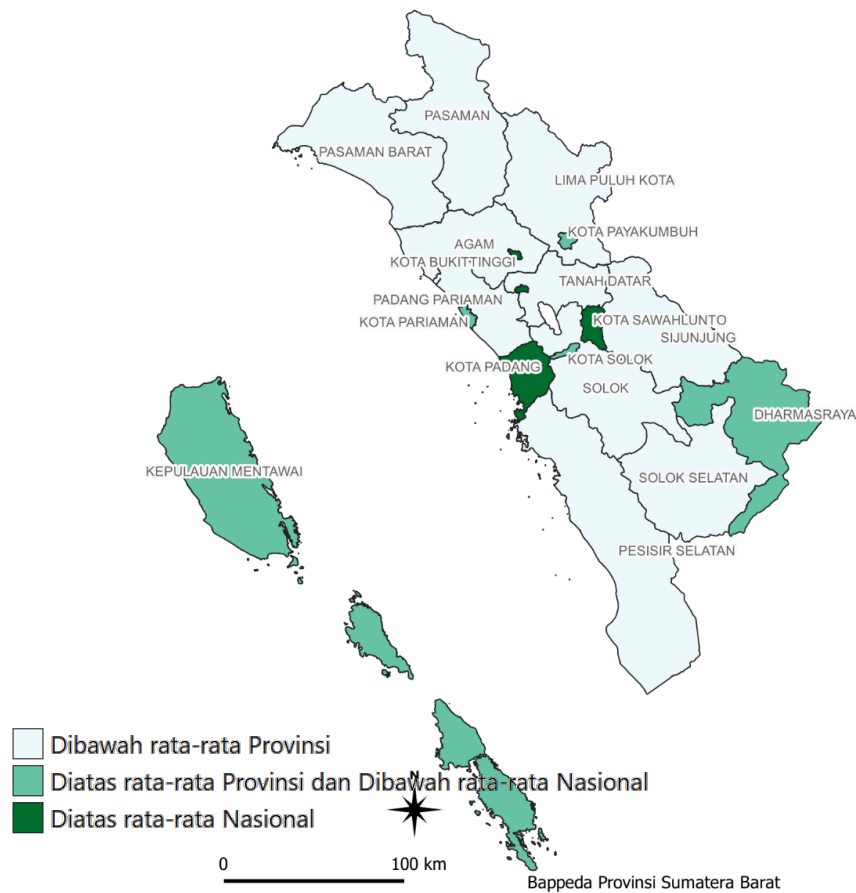 PASAMAN
PASAMAN BARAT
LIMA PULUH KOTA
KOTA PAYAKUMBUH
AGAM
KOTA BUKITTINGGI
TANAH DATAR
PADANG PARIAMAN
KOTA PARIAMAN
KOTA SAWAHLUNTO
SIJUNJUNG
KOTA SOLOK
KOTA PADANG
SOLOK
DHARMASRAYA
KEPULAUAN MENTAWAI
SOLOK SELATAN
PESISIR SELATAN
Dibawah rata-rata Provinsi
Diatas rata-rata Provinsi dan Dibawah rata-rata Nasional
Diatas rata-rata Nasional
N
0 100 km
Bappeda Provinsi Sumatera Barat